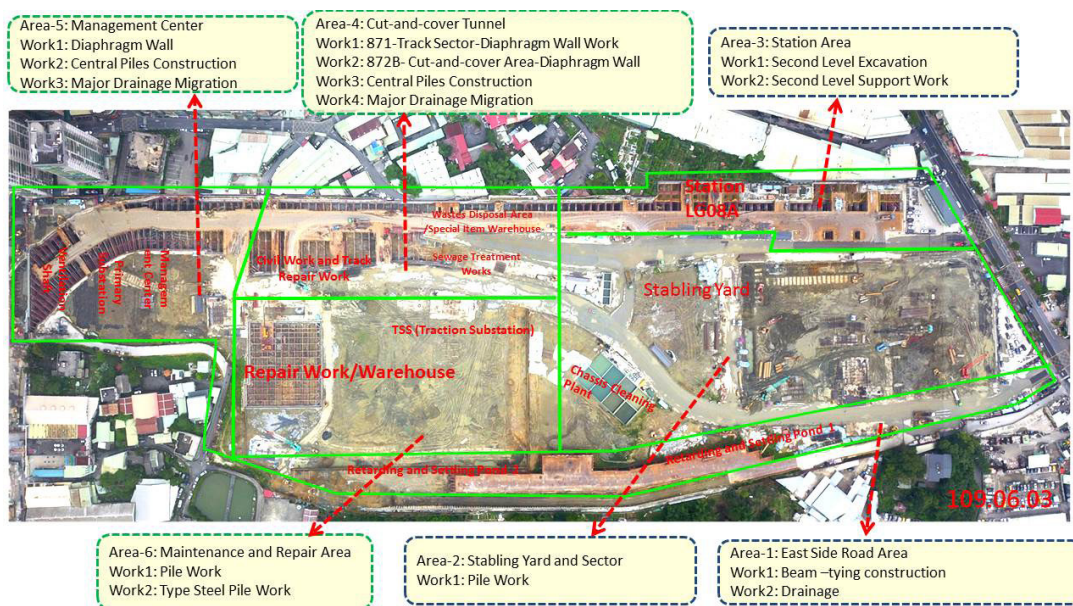 Area-5: Management Center
Work1: Diaphragm Wall
Work2: Central Piles Construction
Work3: Major Drainage Migration
Area-4: Cut-and-cover Tunnel
Work1: 871-Track Sector-Diaphragm Wall Work
Work2: 872B- Cut-and-cover Area-Diaphragm Wall
Work3: Central Piles Construction
Work4: Major Drainage Migration
Area-3: Station Area
Work1: Second Level Excavation
Work2: Second Level Support Work
Station
LG08A
Wastes Disposal Area
/Special Item Warehouse
Civil Work and Track
Repair Work
Sewage Treatment
Works
Ventilation
Shaft
Primary
Substation
Managem
ent Center
Stabling Yard
TSS (Traction Substation)
Repair Work/Warehouse
Chassis Cleaning
Plant
Retarding and Settling Pond 2
Retarding and Settling Pond 1
109.06.03
Area-6: Maintenance and Repair Area
Work1: Pile Work
Work2: Type Steel Pile Work
Area-2: Stabling Yard and Sector
Work1: Pile Work
Area-1: East Side Road Area
Work1: Beam –tying construction
Work2: Drainage